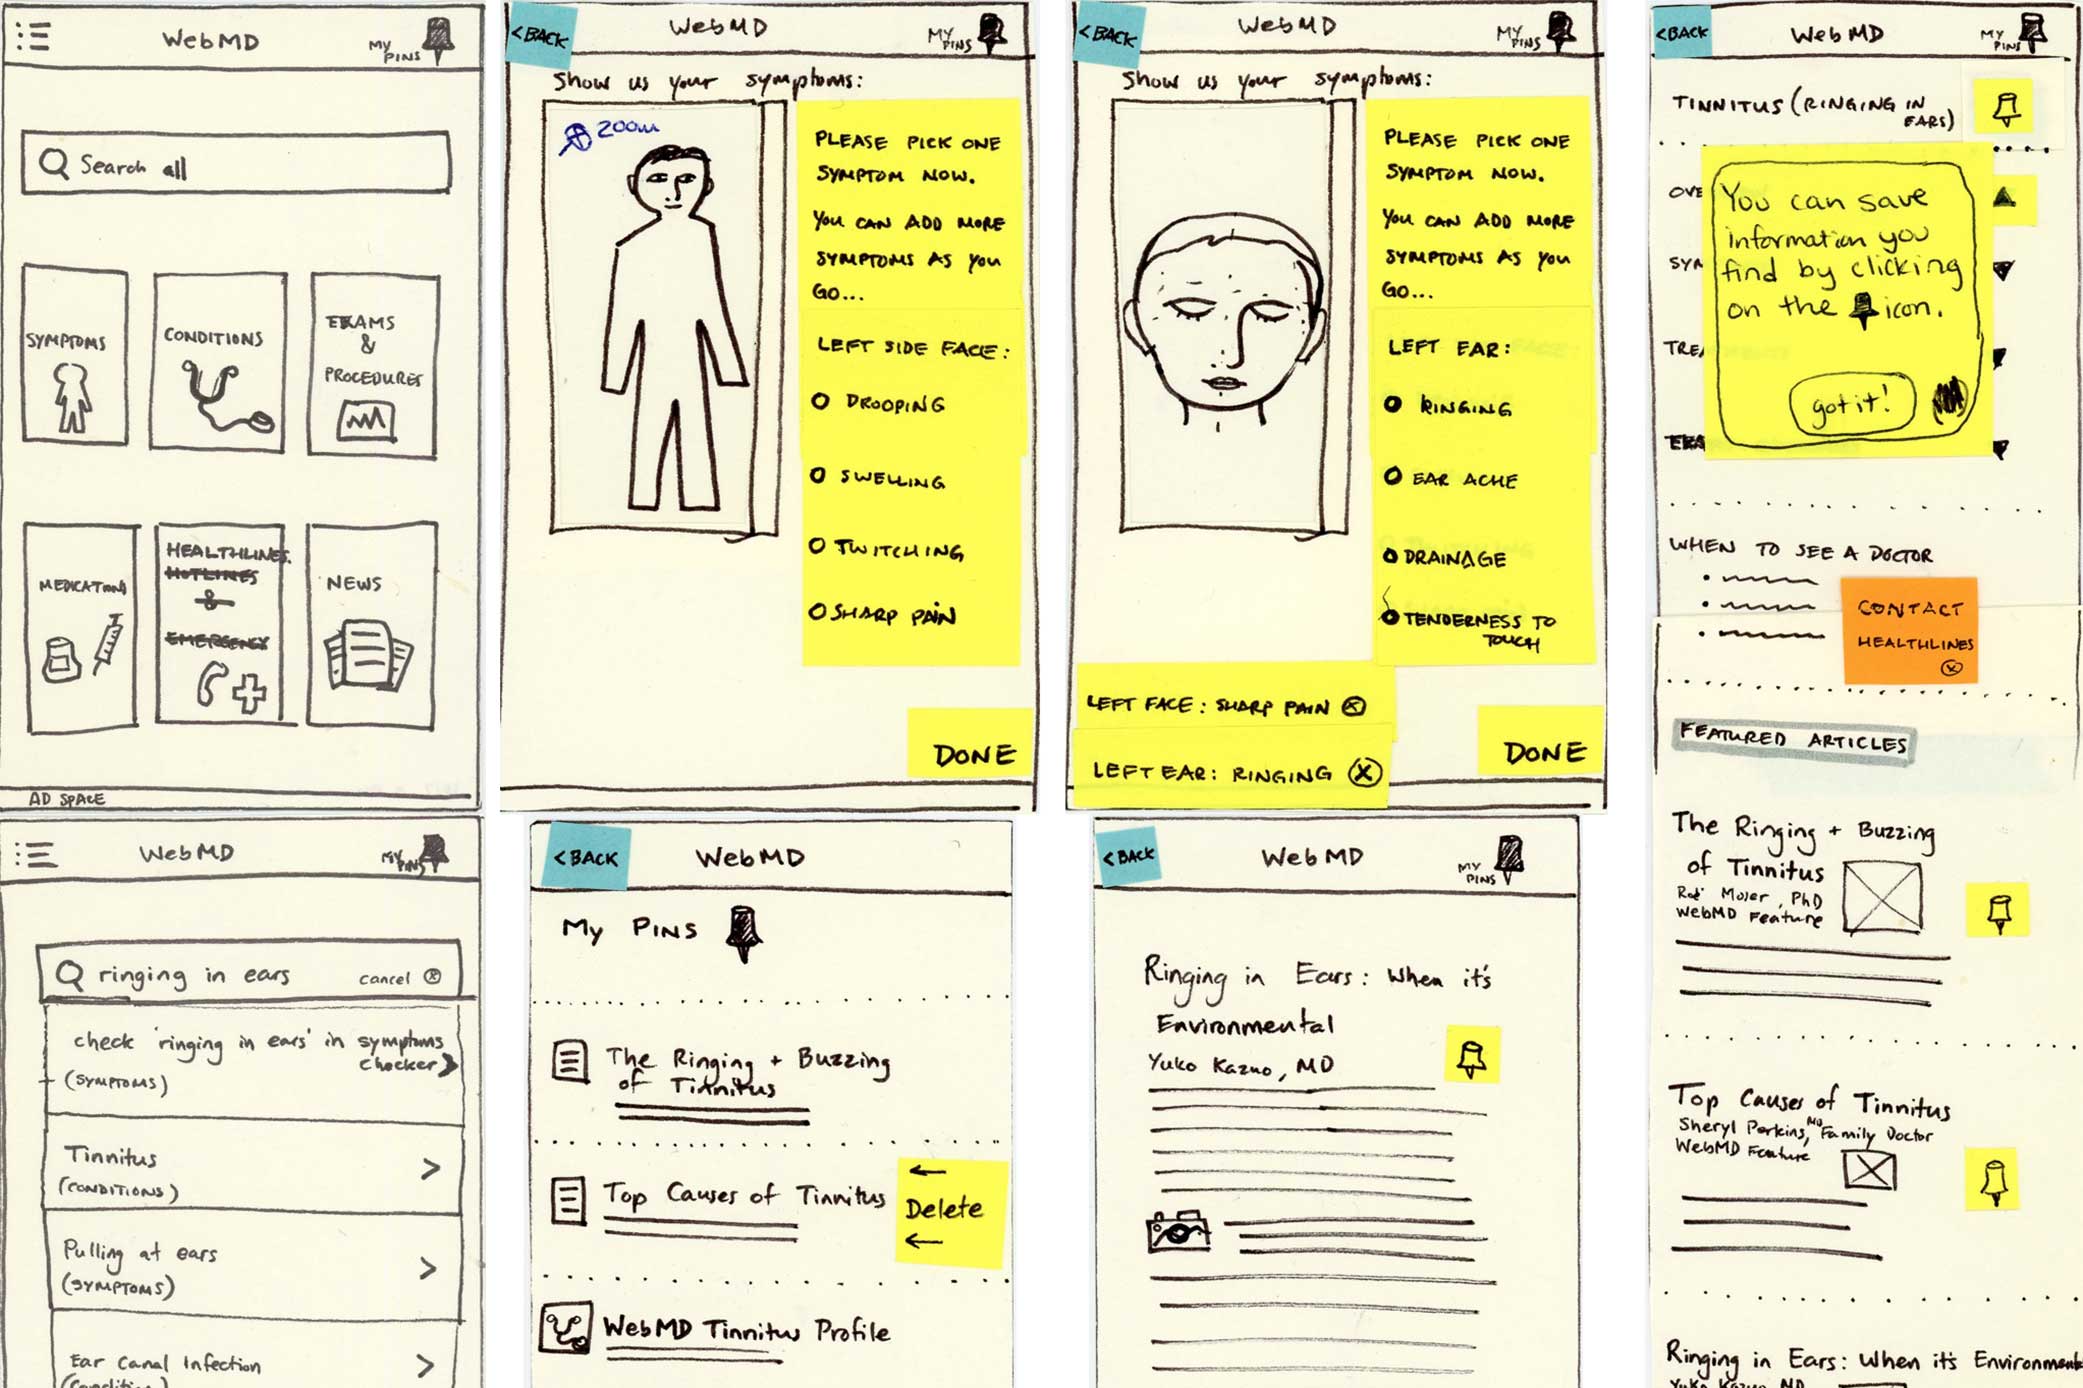 WebMD
MY PINS
Search all
SYMPTOMS
CONDITIONS
EXAMS
&
PROCEDURES
MEDICATIONS
HEALTHLINES.
HOTLINES
&
EMERGENCY
NEWS
AD SPACE
< BACK
WebMD
MY PINS
Show us your symptoms:
zoom
PLEASE PICK ONE
SYMPTOM NOW.
YOU CAN ADD MORE
SYMPTOMS AS YOU
GO...
LEFT SIDE FACE:
DROOPING
SWELLING
TWITCHING
SHARP PAIN
DONE
< BACK
WebMD
MY PINS
Show us your symptoms:
PLEASE PICK ONE
SYMPTOM NOW.
YOU CAN ADD MORE
SYMPTOMS AS YOU
GO...
LEFT EAR:
RINGING
EAR ACHE
DRAINAGE
TENDERNESS TO
TOUCH
LEFT FACE: SHARP PAIN ⓧ
LEFT EAR: RINGING ⓧ
DONE
< BACK
WebMD
MY PINS
TINNITUS (RINGING IN
EARS)
OVE
SYM
TREA
EXA
You can save
information you
find by clicking
on the icon.
got it!
WHEN TO SEE A DOCTOR
CONTACT
HEALTHLINES
ⓧ
FEATURED ARTICLES
The Ringing + Buzzing
of Tinnitus
Moser, PhD
WebMD Feature
Top Causes of Tinnitus
Sheryl Perkins, MD Family Doctor
WebMD Feature
Ringing in Ears: When it's Environmenta
Yuko Kazuo, MD
WebMD
MY PINS
ringing in ears cancel ⓧ
check 'ringing in ears' in symptoms
checker >
(SYMPTOMS)
Tinnitus >
(CONDITIONS)
Pulling at ears >
(SYMPTOMS)
Ear Canal Infection >
(Condition)
< BACK
WebMD
My PINS
The Ringing + Buzzing
of Tinnitus
Top Causes of Tinnitus
←
Delete
←
WebMD Tinnitus Profile
< BACK
WebMD
MY PINS
Ringing in Ears: When it's
Environmental
Yuko Kazuo, MD